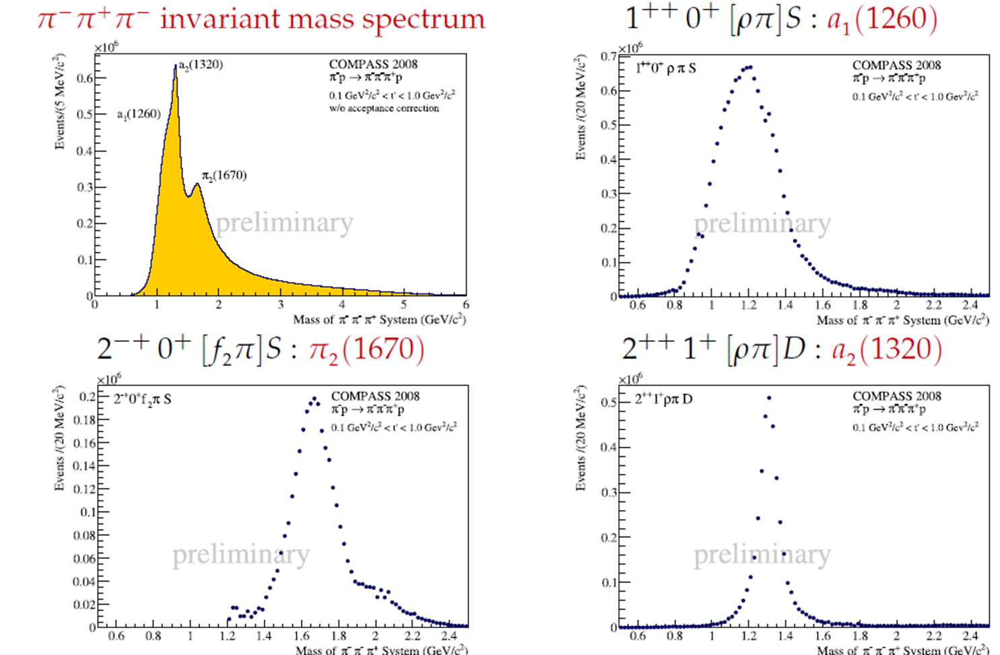 π⁻π⁺π⁻ invariant mass spectrum
×10⁶
Events/(5 MeV/c²)
0.6
0.5
0.4
0.3
0.2
0.1
0
a₂(1320)
a₁(1260)
π₂(1670)
COMPASS 2008
π⁻p → π⁻π⁻π⁺p
0.1 GeV²/c² < t' < 1.0 Gev²/c²
w/o acceptance correction
preliminary
0 1 2 3 4 5 6
Mass of π⁻ π⁻ π⁺ System (GeV/c²)
1⁺⁺ 0⁺ [ρπ]S : a₁(1260)
×10⁶
Events /(20 MeV/c²)
0.7
0.6
0.5
0.4
0.3
0.2
0.1
0
1⁺⁺0⁺ ρ π S
COMPASS 2008
π⁻p → π⁻π⁻π⁺p
0.1 GeV²/c² < t' < 1.0 Gev²/c²
preliminary
0.6 0.8 1 1.2 1.4 1.6 1.8 2 2.2 2.4
Mass of π⁻ π⁻ π⁺ System (GeV/c²)
2⁻⁺ 0⁺ [f₂π]S : π₂(1670)
×10⁶
Events /(20 MeV/c²)
0.2
0.18
0.16
0.14
0.12
0.1
0.08
0.06
0.04
0.02
0
2⁻⁺0⁺f₂π S
COMPASS 2008
π⁻p → π⁻π⁻π⁺p
0.1 GeV²/c² < t' < 1.0 Gev²/c²
preliminary
0.6 0.8 1 1.2 1.4 1.6 1.8 2 2.2 2.4
Mass of π⁻ π⁻ π⁺ System (GeV/c²)
2⁺⁺ 1⁺ [ρπ]D : a₂(1320)
×10⁶
Events /(20 MeV/c²)
0.5
0.4
0.3
0.2
0.1
0
2⁺⁺1⁺ρπ D
COMPASS 2008
π⁻p → π⁻π⁻π⁺p
0.1 GeV²/c² < t' < 1.0 Gev²/c²
preliminary
0.6 0.8 1 1.2 1.4 1.6 1.8 2 2.2 2.4
Mass of π⁻ π⁻ π⁺ System (GeV/c²)